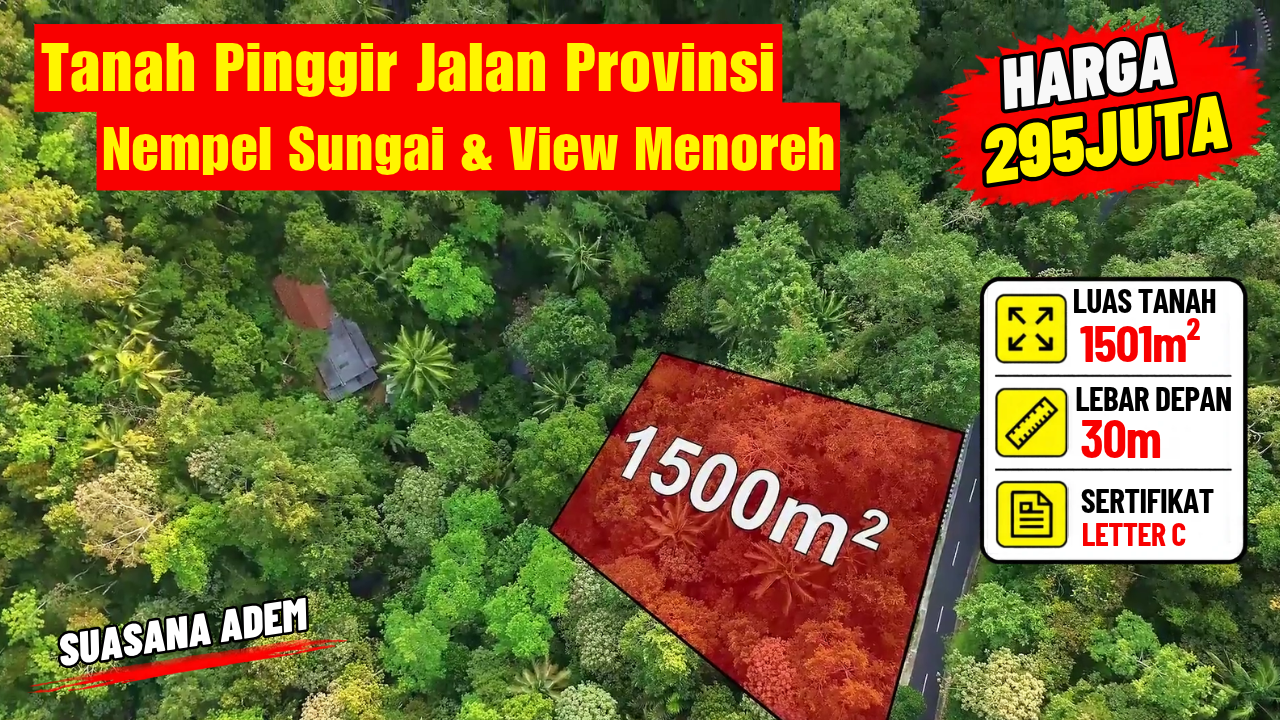 Tanah Pinggir Jalan Provinsi
Nempel Sungai & View Menoreh
HARGA
295JUTA
LUAS TANAH
1501m²
LEBAR DEPAN
30m
SERTIFIKAT
LETTER C
1500m²
SUASANA ADEM